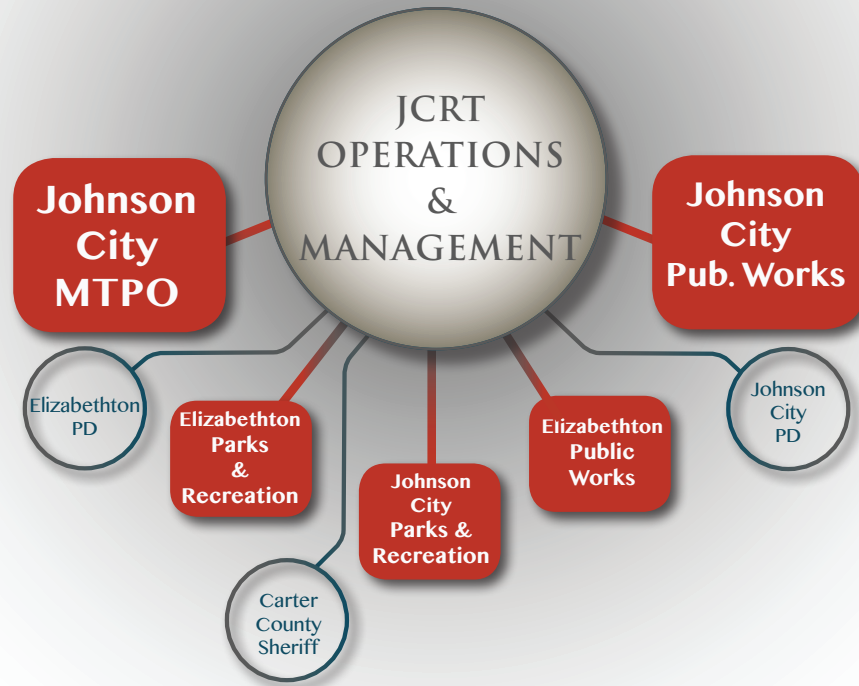 JCRT
OPERATIONS
&
MANAGEMENT
Johnson
City
MTPO
Johnson
City
Pub. Works
Elizabethton
PD
Elizabethton
Parks
&
Recreation
Carter
County
Sheriff
Johnson
City
Parks &
Recreation
Elizabethton
Public
Works
Johnson
City
PD